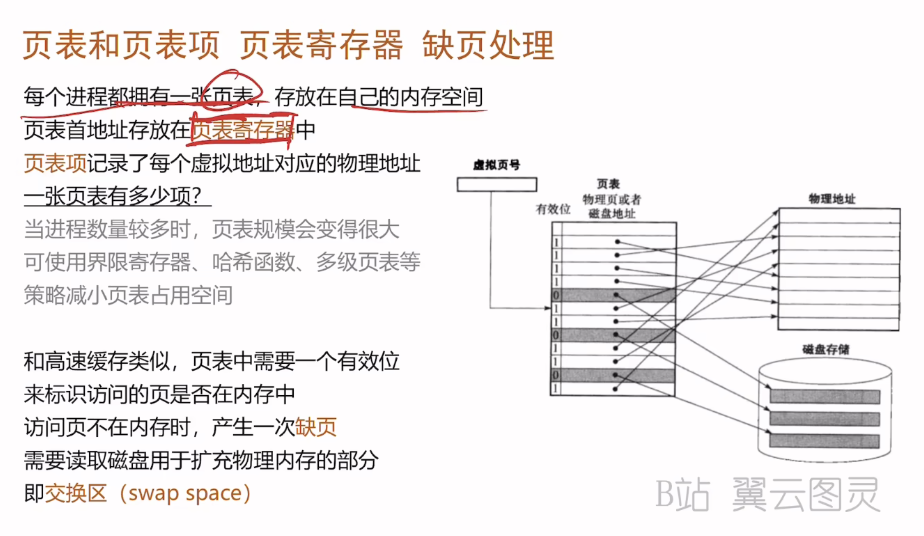 页表和页表项 页表寄存器 缺页处理
每个进程都拥有一张页表，存放在自己的内存空间
页表首地址存放在页表寄存器中
页表项记录了每个虚拟地址对应的物理地址
一张页表有多少项？
当进程数量较多时，页表规模会变得很大
可使用界限寄存器、哈希函数、多级页表等
策略减小页表占用空间
和高速缓存类似，页表中需要一个有效位
来标识访问的页是否在内存中
访问页不在内存时，产生一次缺页
需要读取磁盘用于扩充物理内存的部分
即交换区（swap space）
虚拟页号
页表
物理页或者
有效位
磁盘地址
物理地址
1
1
1
1
0
1
1
0
1
1
0
1
磁盘存储
B站 翼云图灵